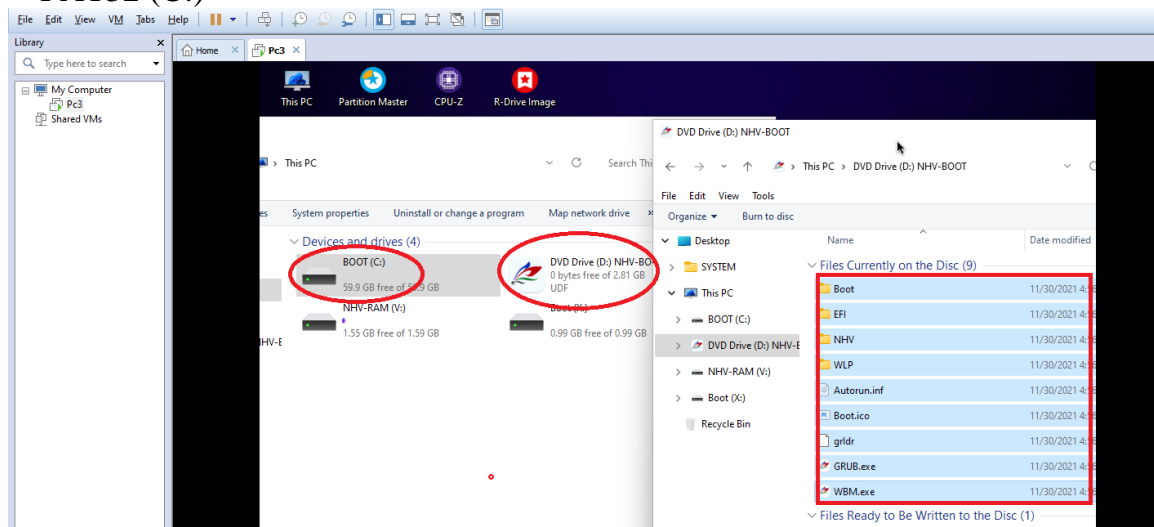 File Edit View VM Tabs Help
Library
Type here to search
My Computer
Pc3
Shared VMs
Home
Pc3
This PC
Partition Master
CPU-Z
R-Drive Image
This PC
Search Thi
System properties
Uninstall or change a program
Map network drive
Devices and drives (4)
BOOT (C:)
59.9 GB free of
GB
DVD Drive (D:) NHV-BO
0 bytes free of 2.81 GB
UDF
NHV-RAM (V:)
1.55 GB free of 1.59 GB
Boot (X:)
0.99 GB free of 0.99 GB
HV-E
DVD Drive (D:) NHV-BOOT
This PC > DVD Drive (D:) NHV-BOOT
File Edit View Tools
Organize
Burn to disc
Desktop
SYSTEM
This PC
BOOT (C:)
DVD Drive (D:) NHV-E
NHV-RAM (V:)
Boot (X:)
Recycle Bin
Name
Date modified
Files Currently on the Disc (9)
Boot 11/30/2021
EFI 11/30/2021
NHV 11/30/2021
WLP 11/30/2021
Autorun.inf 11/30/2021
Boot.ico 11/30/2021
grldr 11/30/2021
GRUB.exe 11/30/2021
WBM.exe 11/30/2021
Files Ready to Be Written to the Disc (1)